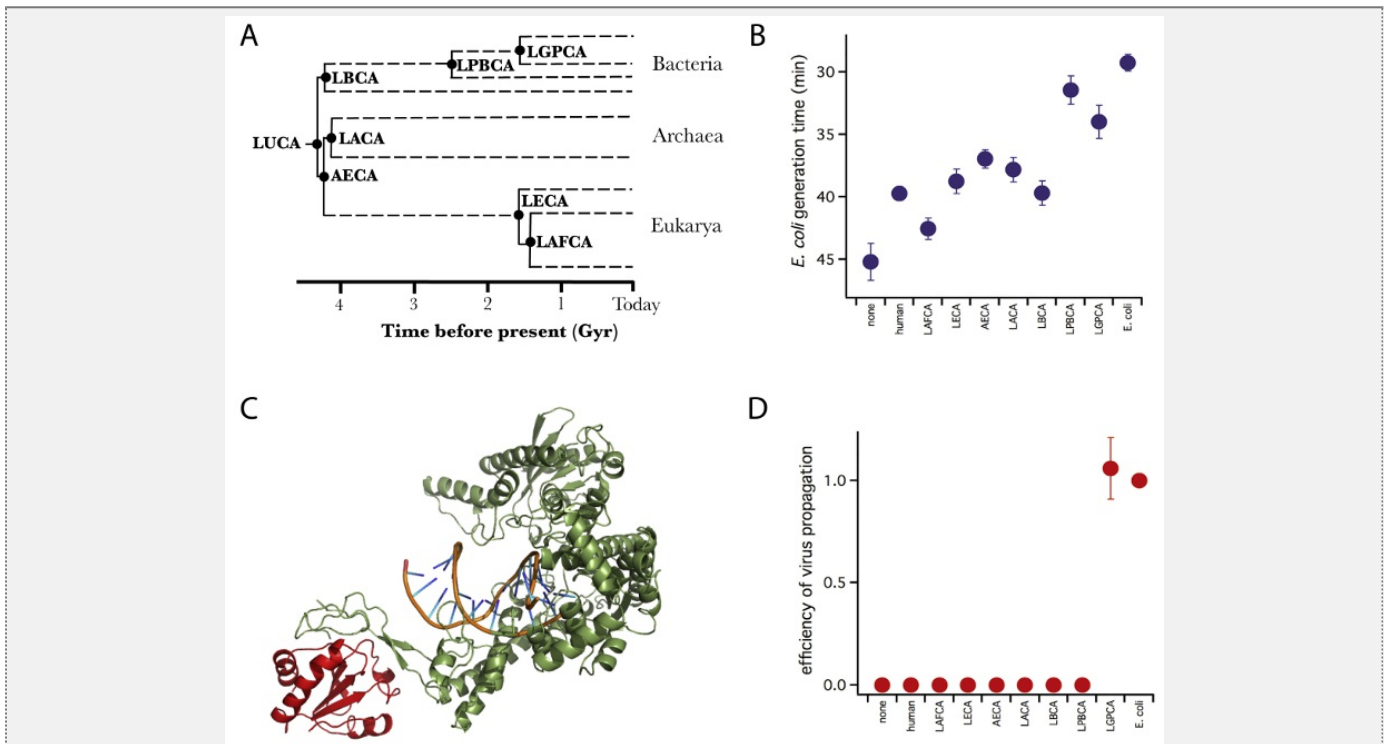 A
LGPCA
LPBCA
LBCA
Bacteria
LUCA
LACA
Archaea
AECA
LECA
Eukarya
LAFCA
4 3 2 1 Today
Time before present (Gyr)
B
E. coli generation time (min)
30
35
40
45
none human LAFCA LECA AECA LACA LBCA LPBCA LGPCA E. coli
C
D
efficiency of virus propagation
1.0
0.5
0.0
none human LAFCA LECA AECA LACA LBCA LPBCA LGPCA E. coli